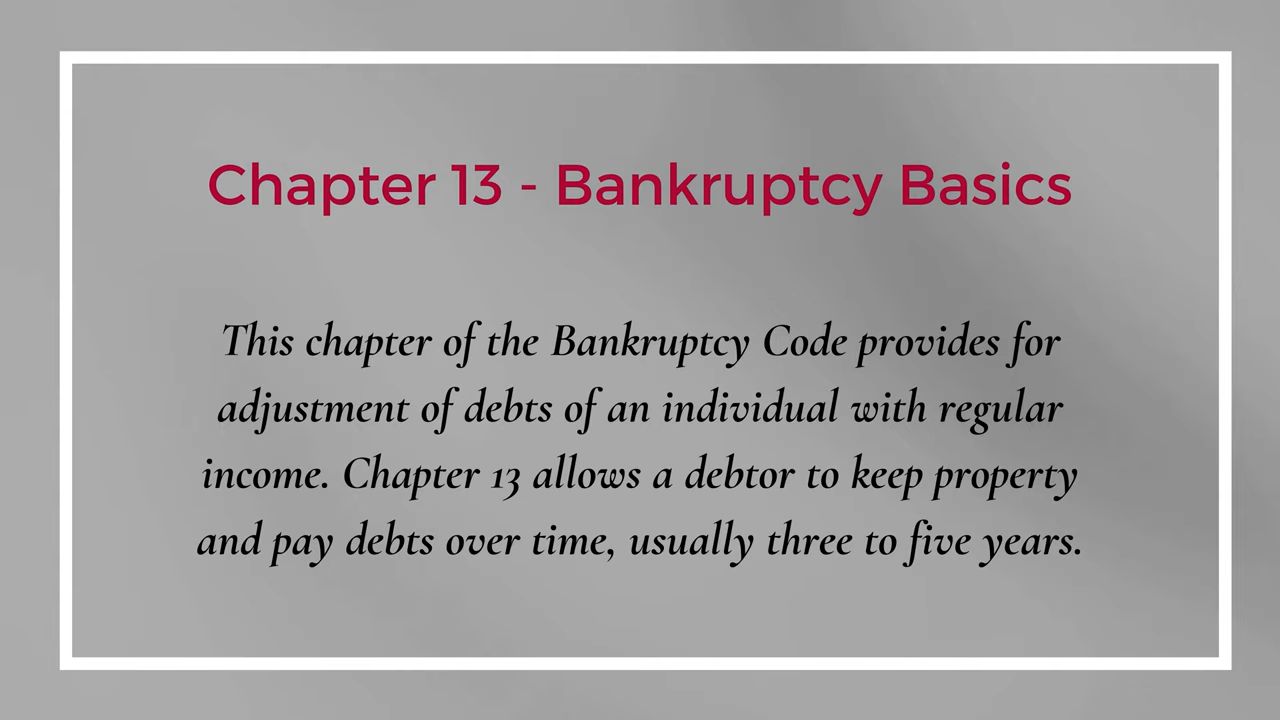 Chapter 13 - Bankruptcy Basics
This chapter of the Bankruptcy Code provides for
adjustment of debts of an individual with regular
income. Chapter 13 allows a debtor to keep property
and pay debts over time, usually three to five years.